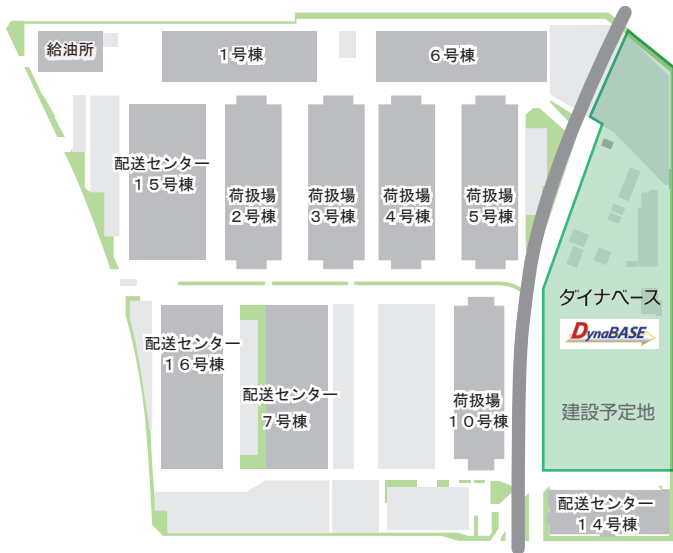 給油所
1号棟
6号棟
配送センター
15号棟
荷扱場
2号棟
荷扱場
3号棟
荷扱場
4号棟
荷扱場
5号棟
ダイナベース
DynaBASE
建設予定地
配送センター
16号棟
配送センター
7号棟
荷扱場
10号棟
配送センター
14号棟